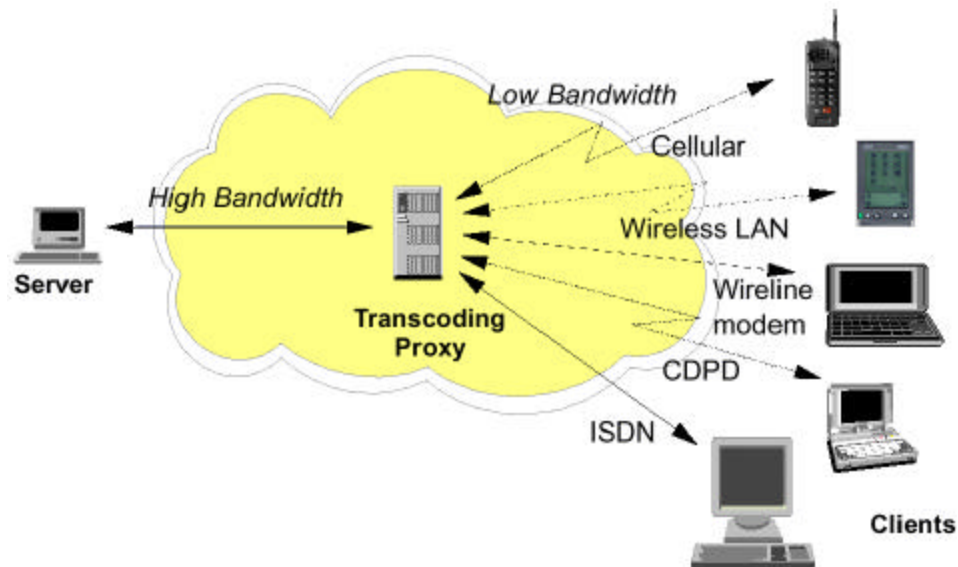 Low Bandwidth
Cellular
High Bandwidth
Wireless LAN
Server
Wireline
modem
Transcoding
Proxy
CDPD
ISDN
Clients